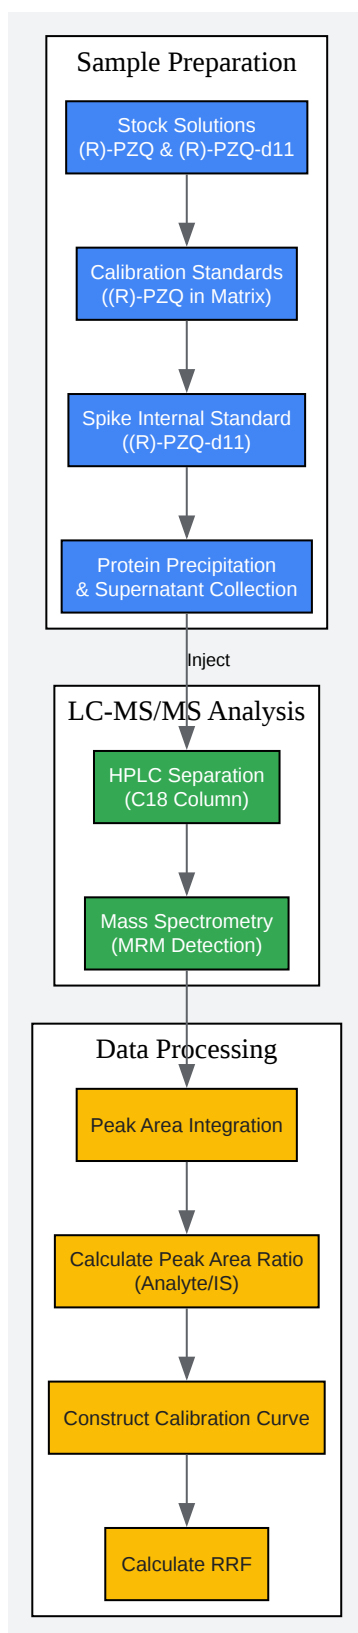 Sample Preparation
Stock Solutions
(R)-PZQ & (R)-PZQ-d11
Calibration Standards
((R)-PZQ in Matrix)
Spike Internal Standard
((R)-PZQ-d11)
Protein Precipitation
& Supernatant Collection
Inject
LC-MS/MS Analysis
HPLC Separation
(C18 Column)
Mass Spectrometry
(MRM Detection)
Data Processing
Peak Area Integration
Calculate Peak Area Ratio
(Analyte/IS)
Construct Calibration Curve
Calculate RRF